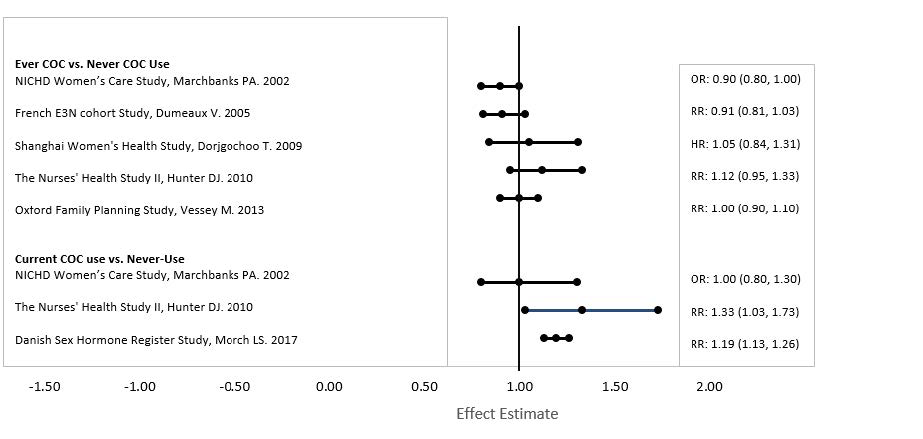 Ever COC vs. Never COC Use
NICHD Women's Care Study, Marchbanks PA. 2002
OR: 0.90 (0.80, 1.00)
French E3N cohort Study, Dumeaux V. 2005
RR: 0.91 (0.81, 1.03)
Shanghai Women's Health Study, Dorjgochoo T. 2009
HR: 1.05 (0.84, 1.31)
The Nurses' Health Study II, Hunter DJ. 2010
RR: 1.12 (0.95, 1.33)
Oxford Family Planning Study, Vessey M. 2013
RR: 1.00 (0.90, 1.10)
Current COC use vs. Never-Use
NICHD Women's Care Study, Marchbanks PA. 2002
OR: 1.00 (0.80, 1.30)
The Nurses' Health Study II, Hunter DJ. 2010
RR: 1.33 (1.03, 1.73)
Danish Sex Hormone Register Study, Morch LS. 2017
RR: 1.19 (1.13, 1.26)
-1.50 -1.00 -0.50 0.00 0.50 1.00 1.50 2.00
Effect Estimate